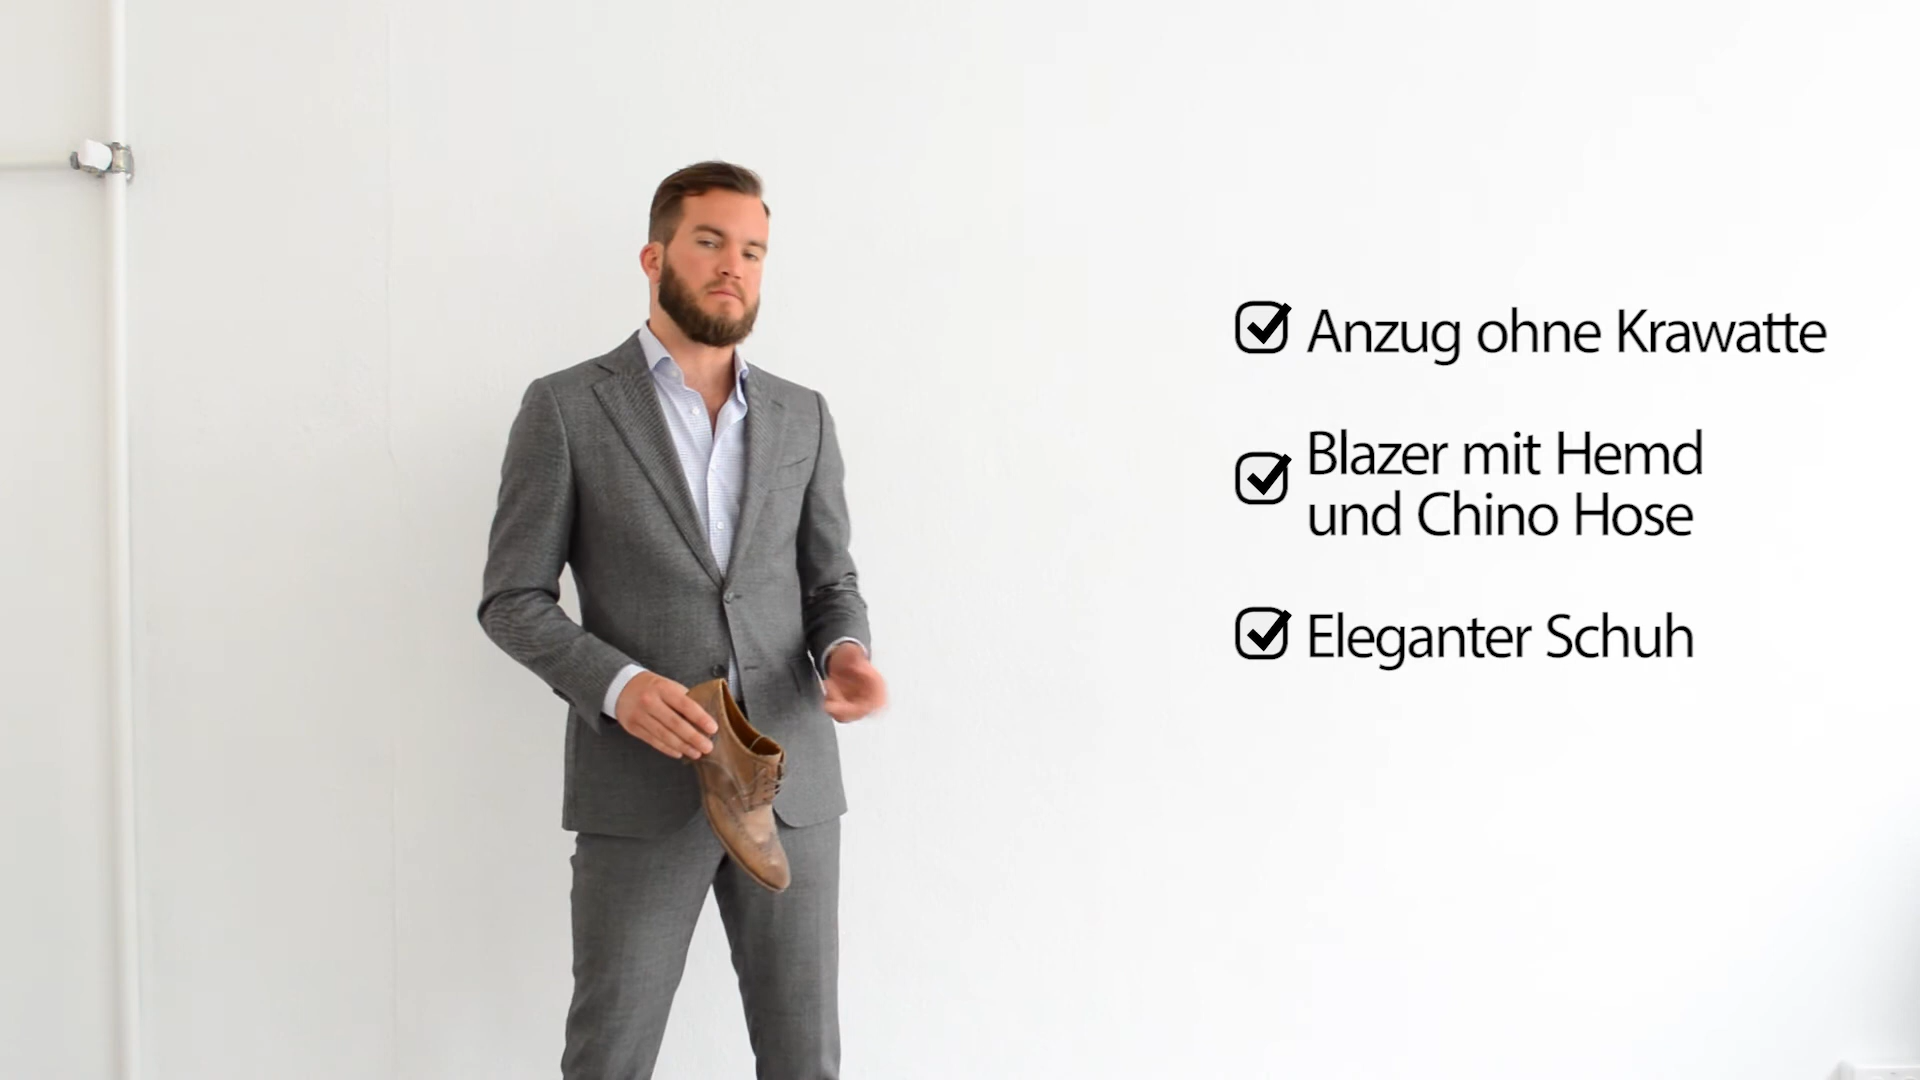 Anzug ohne Krawatte
Blazer mit Hemd
und Chino Hose
Eleganter Schuh